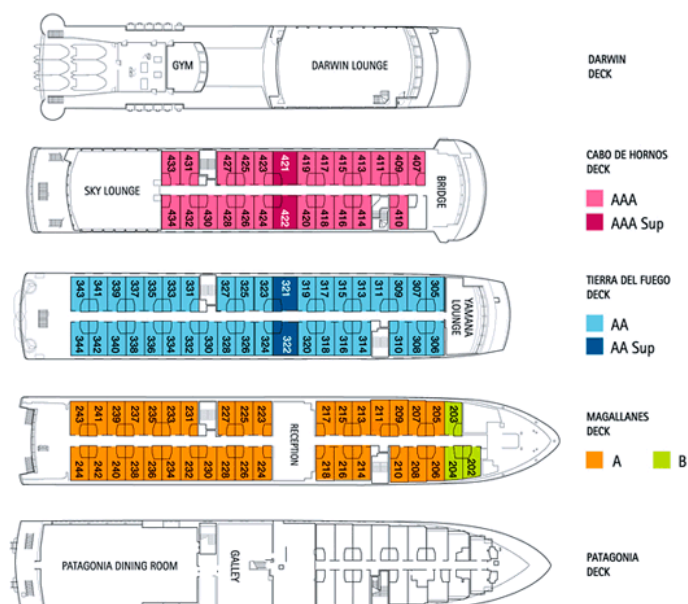 GYM
DARWIN LOUNGE
DARWIN
DECK
433 431 427 425 423 421 419 417 415 413 411 409 407
SKY LOUNGE
BRIDGE
434 432 430 428 426 424 422 420 418 416 414 410
CABO DE HORNOS
DECK
AAA
AAA Sup
343 341 339 337 335 333 331 327 325 323 321 319 317 315 313 311 309 307 305
YAMANA
LOUNGE
344 342 340 338 336 334 332 330 328 326 324 322 320 318 316 314 310 308 306
TIERRA DEL FUEGO
DECK
AA
AA Sup
243 241 239 237 235 233 231 227 225 223 217 215 213 211 209 207 205 203
RECEPTION
244 242 240 238 236 234 232 230 228 226 224 218 216 214 210 208 206 204 202
MAGALLANES
DECK
A B
PATAGONIA DINING ROOM
GALLEY
PATAGONIA
DECK